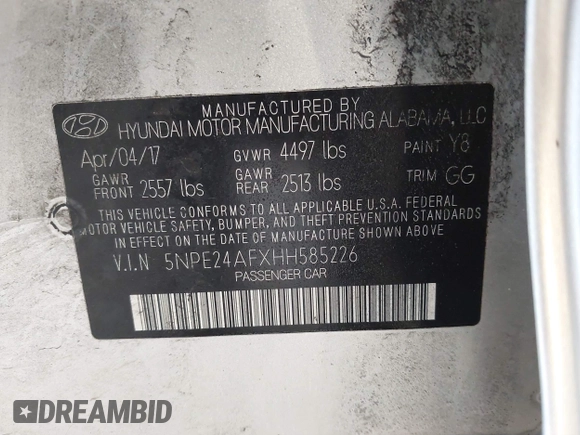 MANUFACTURED BY
HYUNDAI MOTOR MANUFACTURING ALABAMA, LLC
Apr/04/17 GVWR 4497 lbs PAINT Y8
GAWR FRONT 2557 lbs GAWR REAR 2513 lbs TRIM GG
THIS VEHICLE CONFORMS TO ALL APPLICABLE U.S.A. FEDERAL
MOTOR VEHICLE SAFETY, BUMPER, AND THEFT PREVENTION STANDARDS
IN EFFECT ON THE DATE OF MANUFACTURE SHOWN ABOVE.
V.I.N 5NPE24AFXHH585226
PASSENGER CAR
DREAMBID